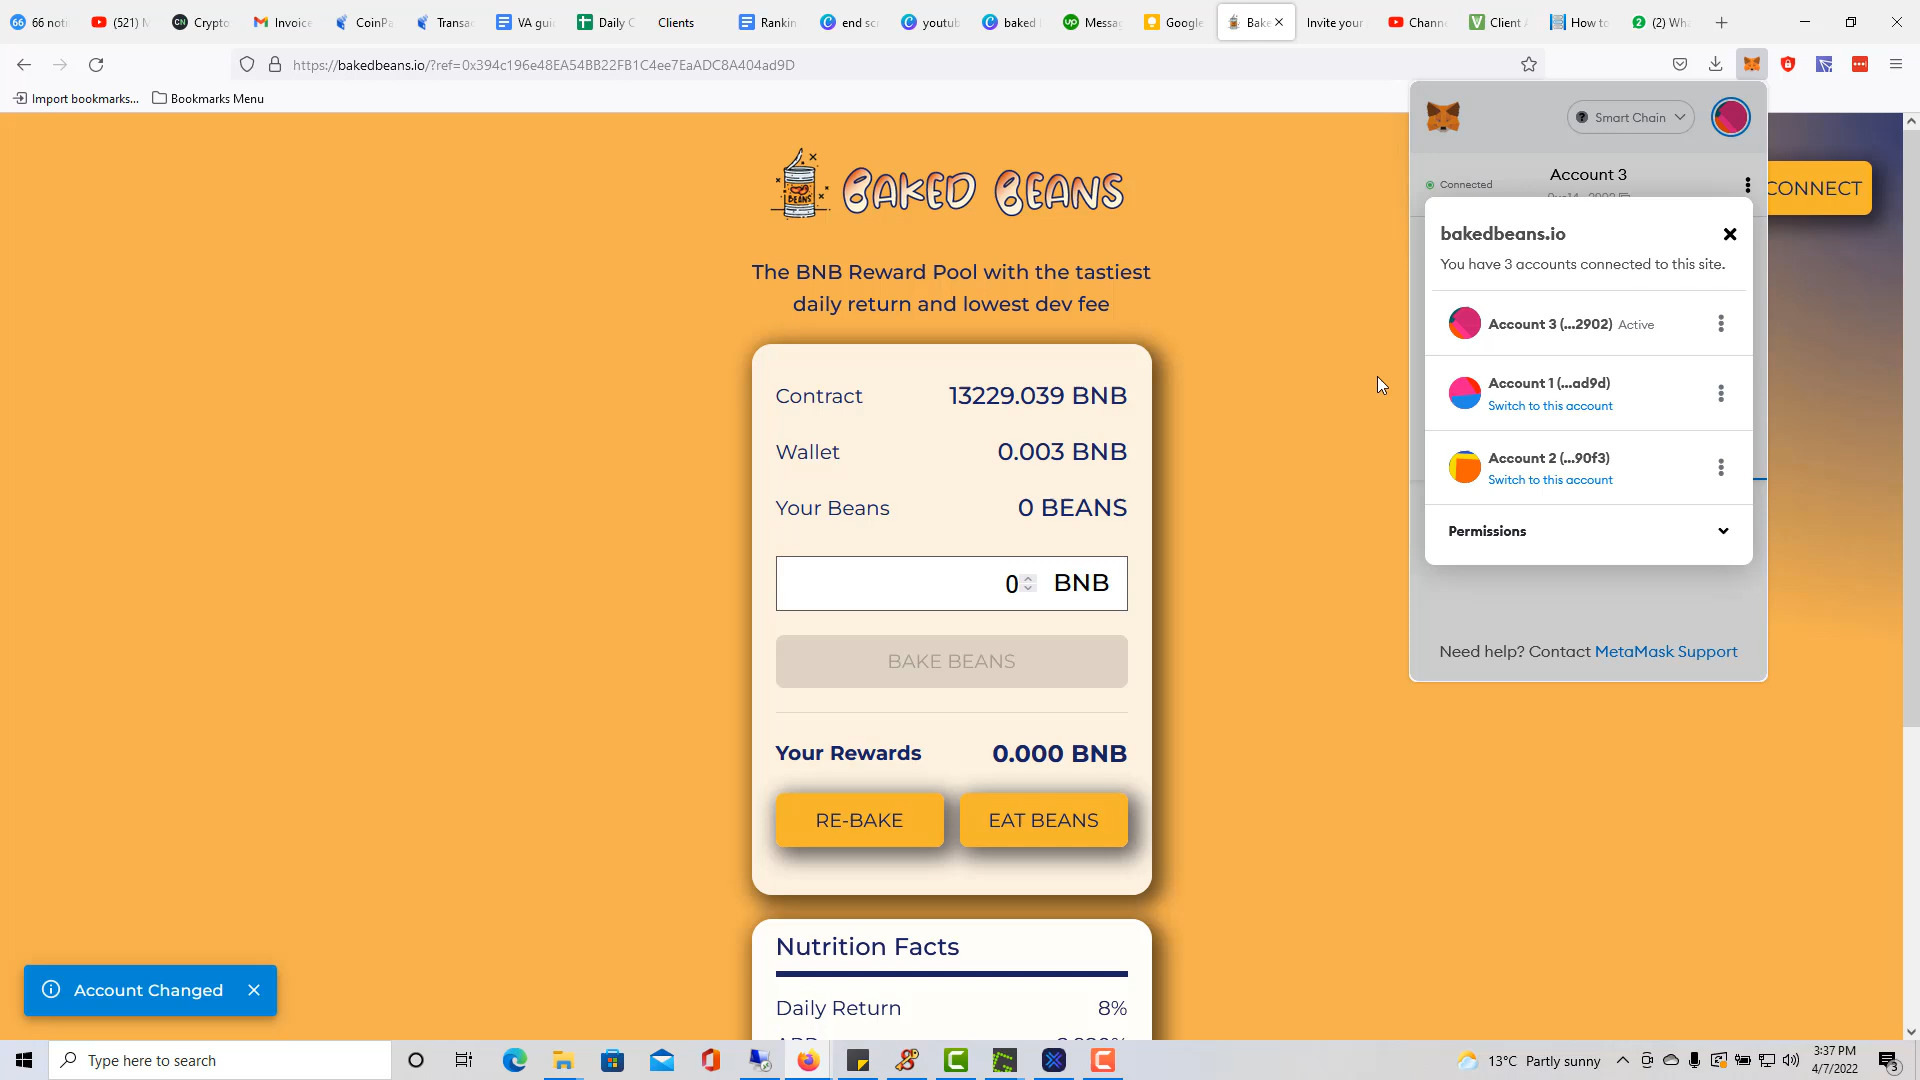 66 noti
(521) M
Crypto
Invoice
CoinPa
Transac
VA gui
Daily C
Clients
Rankin
end scr
youtub
baked
Messa
Google
Bake
Invite your
Chann
Client
How to
(2) Wha
https://bakedbeans.io/?ref=0x394c196e48EA54BB22FB1C4ee7EaADC8A404ad9D
Import bookmarks...
Bookmarks Menu
Smart Chain
Connected
Account 3
CONNECT
BAKED BEANS
The BNB Reward Pool with the tastiest
daily return and lowest dev fee
Contract 13229.039 BNB
Wallet 0.003 BNB
Your Beans 0 BEANS
0 BNB
BAKE BEANS
Your Rewards 0.000 BNB
RE-BAKE EAT BEANS
Nutrition Facts
Daily Return 8%
bakedbeans.io
You have 3 accounts connected to this site.
Account 3 (...2902) Active
Account 1 (...ad9d)
Switch to this account
Account 2 (...90f3)
Switch to this account
Permissions
Need help? Contact MetaMask Support
Account Changed
Type here to search
13°C Partly sunny
3:37 PM
4/7/2022
3